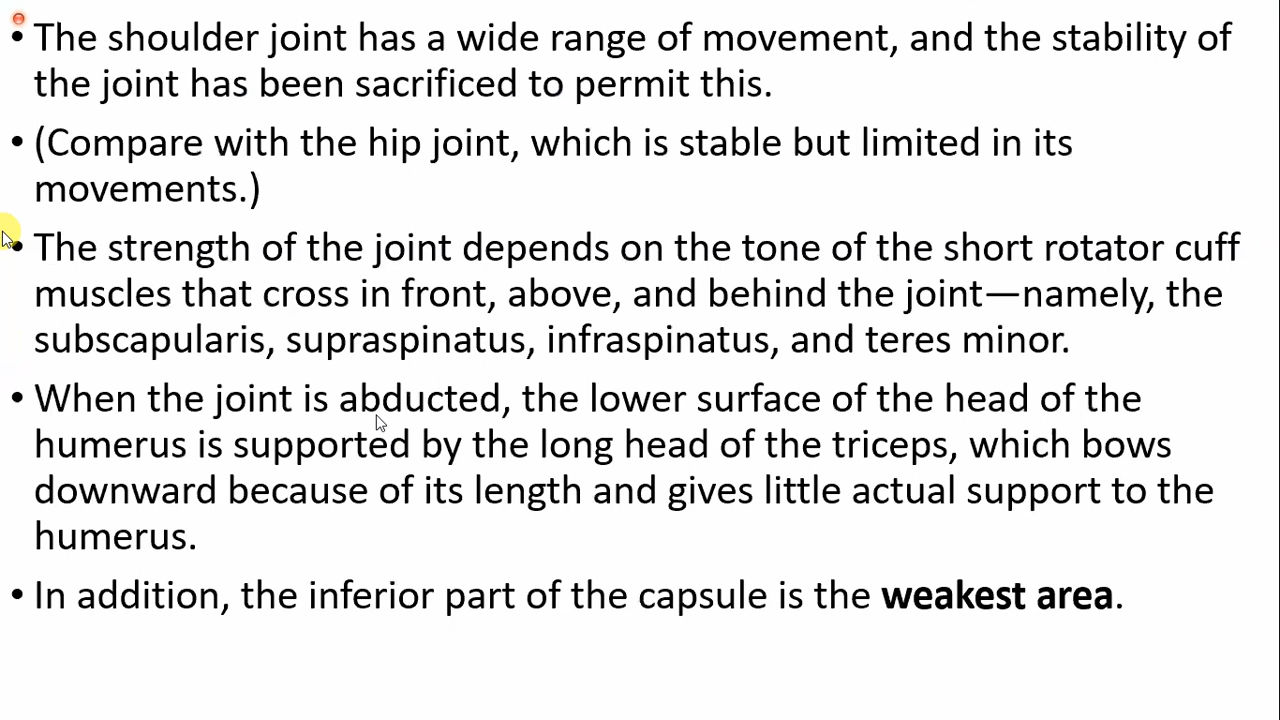 • The shoulder joint has a wide range of movement, and the stability of
the joint has been sacrificed to permit this.
• (Compare with the hip joint, which is stable but limited in its
movements.)
• The strength of the joint depends on the tone of the short rotator cuff
muscles that cross in front, above, and behind the joint—namely, the
subscapularis, supraspinatus, infraspinatus, and teres minor.
• When the joint is abducted, the lower surface of the head of the
humerus is supported by the long head of the triceps, which bows
downward because of its length and gives little actual support to the
humerus.
• In addition, the inferior part of the capsule is the weakest area.